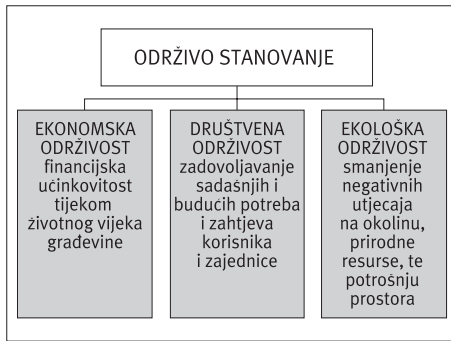 ODRŽIVO STANOVANJE
EKONOMSKA
ODRŽIVOST
financijska
učinkovitost
tijekom
životnog vijeka
građevine
DRUŠTVENA
ODRŽIVOST
zadovoljavanje
sadašnjih i
budućih potreba
i zahtjeva
korisnika
i zajednice
EKOLOŠKA
ODRŽIVOST
smanjenje
negativnih
utjecaja
na okolinu,
prirodne
resurse, te
potrošnju
prostora